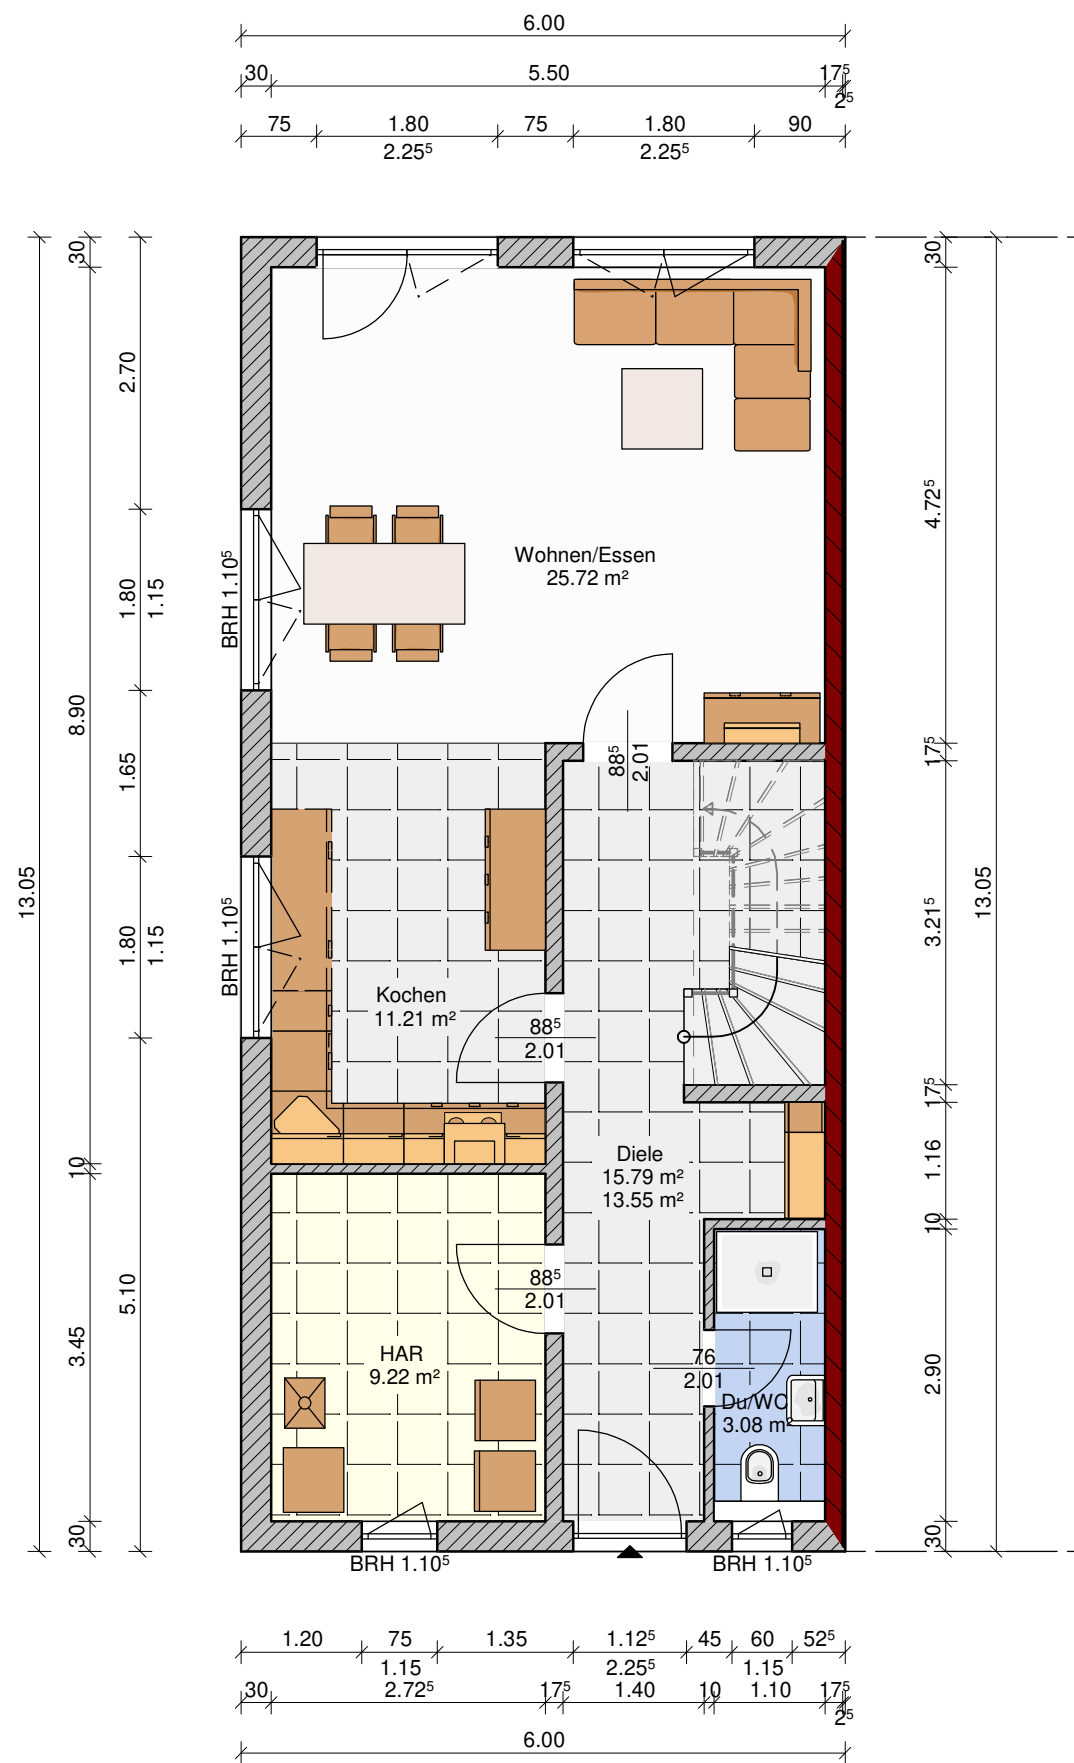 6.00
30 5.50 17⁵
2⁵
75 1.80 75 1.80 90
2.25⁵ 2.25⁵
30
2.70
1.80
1.15
1.65
1.80
1.15
5.10
30
8.90
10
3.45
30
13.05
BRH 1.10⁵
BRH 1.10⁵
Wohnen/Essen
25.72 m²
88⁵
2.01
Kochen
11.21 m²
88⁵
2.01
Diele
15.79 m²
13.55 m²
88⁵
2.01
HAR
9.22 m²
76
2.01
Du/WC
3.08 m²
BRH 1.10⁵ BRH 1.10⁵
30
4.72⁵
17⁵
3.21⁵
17⁵
1.16
10
2.90
30
13.05
1.20 75 1.35 1.12⁵ 45 60 52⁵
1.15 2.25⁵ 1.15
30 2.72⁵ 17⁵ 1.40 10 1.10 17⁵
2⁵
6.00